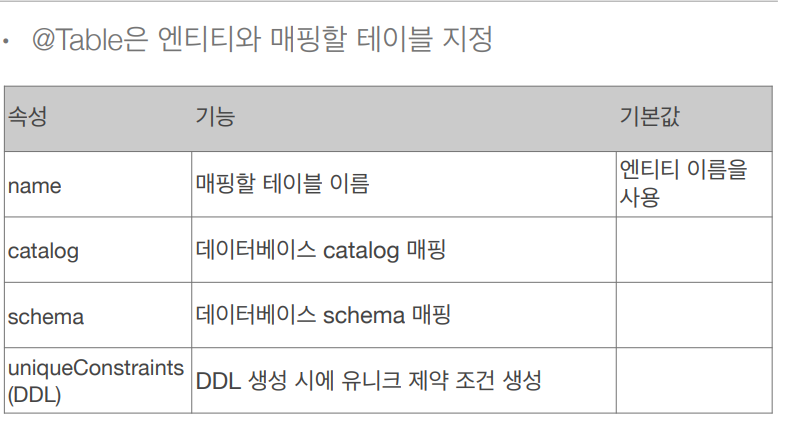 • @Table은 엔티티와 매핑할 테이블 지정
속성 기능 기본값
name 매핑할 테이블 이름 엔티티 이름을
사용
catalog 데이터베이스 catalog 매핑
schema 데이터베이스 schema 매핑
uniqueConstraints
(DDL) DDL 생성 시에 유니크 제약 조건 생성